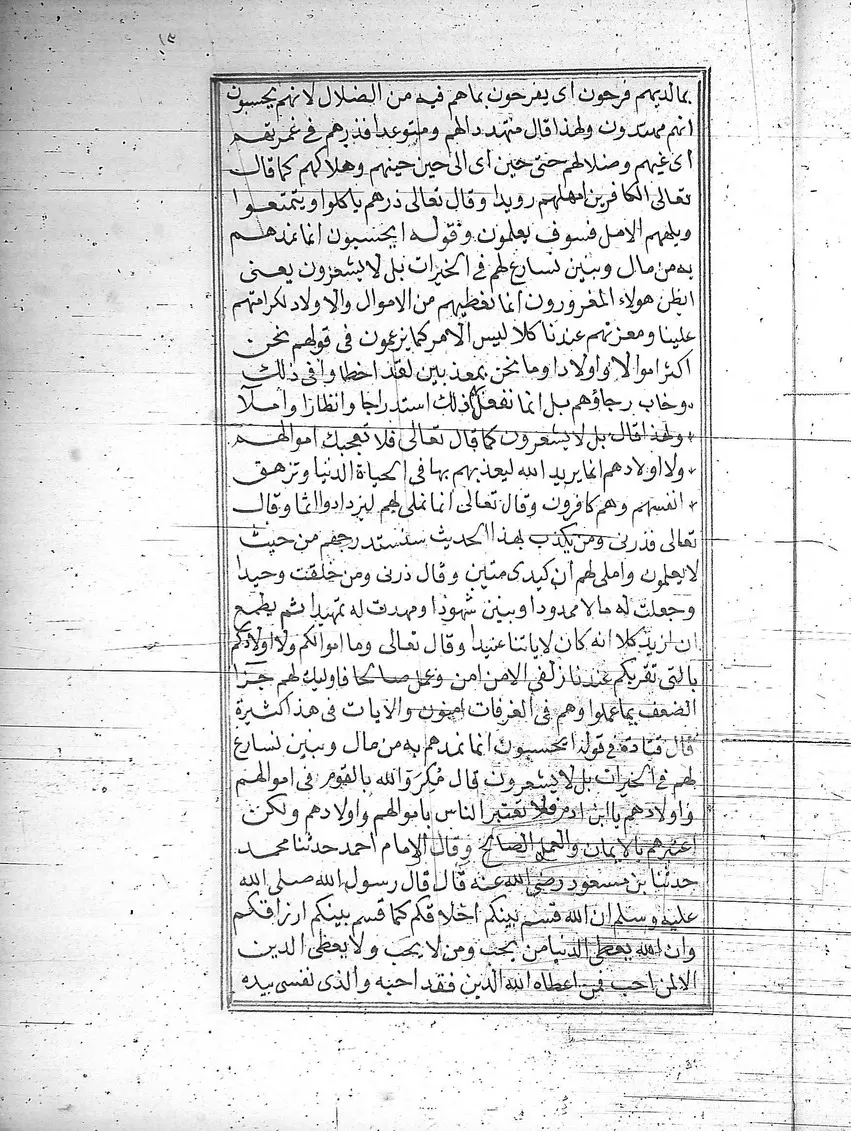 بمالديهم فرحون اى يفرحون بماهم فيه من الضلال لانهم يحسبون
انهم مهتدون ولهذا قال متهددا لهم ومتوعدا فذرهم فى غمرتهم
اى غيهم وضلالهم حتى حين اى الى حين حينهم وهلاكهم كما قال
تعالى الكافرين امهلهم رويدا وقال تعالى ذرهم ياكلوا ويتمتعوا
ويلههم الامل فسوف يعلمون وقوله ايحسبون انما نمدهم
به من مال وبنين نسارع لهم فى الخيرات بل لا يشعرون يعنى
ايظن هولاء المغرورون انما نعطيهم من الاموال والاولاد لكرامتهم
علينا ومعزتهم عندنا كلا ليس الامر كما يزعمون فى قولهم نحن
اكثر اموالا واولادا وما نحن بمعذبين لقد اخطاوا فى ذلك
وخاب رجاؤهم بل انما نفعل ذلك استدراجا وانظارا واملآ
ولهذا قال بل لا يشعرون كما قال تعالى فلا تعجبك اموالهم
ولا اولادهم انما يريد الله ليعذبهم بها فى الحياة الدنيا وتزهق
انفسهم وهم كافرون وقال تعالى انما نملى لهم ليزدادوا اثما وقال
تعالى فذرنى ومن يكذب بهذا الحديث سنستدرجهم من حيث
لا يعلمون واملى لهم ان كيدى متين وقال ذرنى ومن خلقت وحيدا
وجعلت له مالا ممدودا وبنين شهودا ومهدت له تمهيدا ثم يطمع
ان ازيد كلا انه كان لاياتنا عنيدا وقال تعالى وما اموالكم ولا اولادكم
بالتى تقربكم عندنا زلفى الا من امن وعمل صالحا فاوليك لهم جزآ
الضعف بما عملوا وهم فى الغرفات امنون والايات فى هذا كثيرة
قال قتادة فى قوله ايحسبون انما نمدهم به من مال وبنين نسارع
لهم فى الخيرات بل لا يشعرون قال مكر والله بالقوم فى اموالهم
واولادهم يا ابن ادم فلا تعتبر الناس باموالهم واولادهم ولكن
اعتبرهم بالايمان والعمل الصالح وقال الامام احمد حدثنا محمد
حدثنا بن مسعود رضى الله عنه قال قال رسول الله صلى الله
عليه وسلم ان الله قسم بينكم اخلاقكم كما قسم بينكم ارزاقكم
وان الله يعطى الدنيا من يحب ومن لا يحب ولا يعطى الدين
الا لمن احب فمن اعطاه الله الدين فقد احبه والذى نفسى بيده